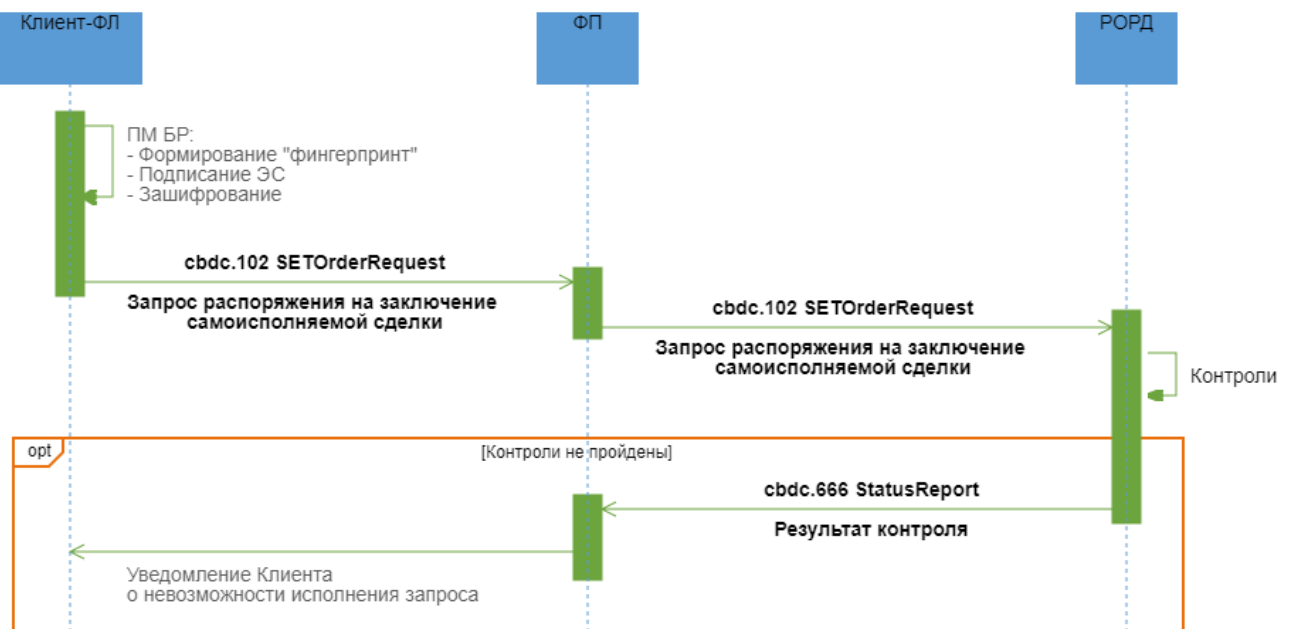 Клиент-ФЛ
ФП
РОРД
ПМ БР:
- Формирование "фингерпринт"
- Подписание ЭС
- Зашифрование
cbdc.102 SETOrderRequest
Запрос распоряжения на заключение
самоисполняемой сделки
cbdc.102 SETOrderRequest
Запрос распоряжения на заключение
самоисполняемой сделки
Контроли
opt
[Контроли не пройдены]
cbdc.666 StatusReport
Результат контроля
Уведомление Клиента
о невозможности исполнения запроса